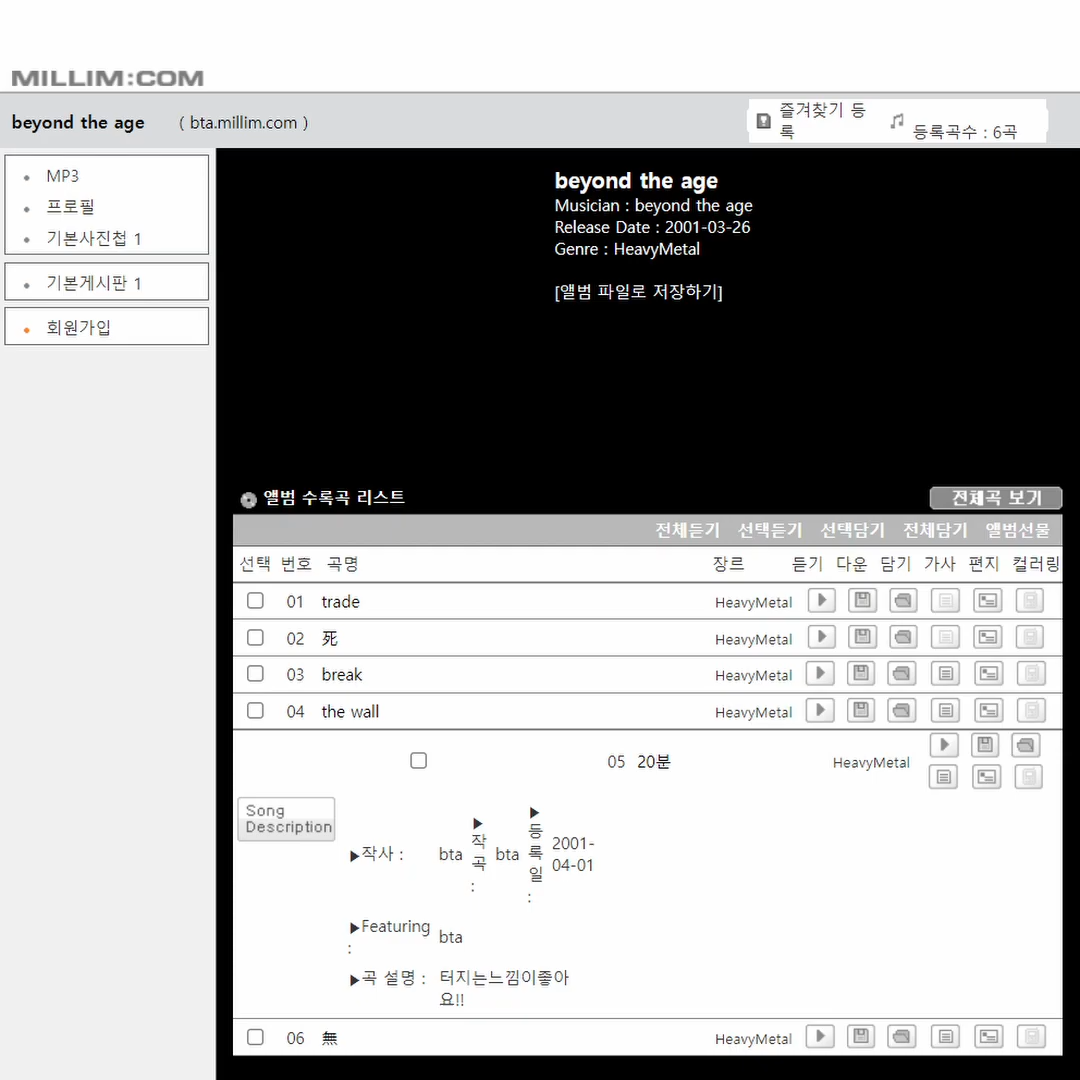 MILLIM:COM
beyond the age ( bta.millim.com )
즐겨찾기 등
록
등록곡수 : 6곡
MP3
프로필
기본사진첩 1
기본게시판 1
회원가입
beyond the age
Musician : beyond the age
Release Date : 2001-03-26
Genre : HeavyMetal
[앨범 파일로 저장하기]
앨범 수록곡 리스트
전체곡 보기
전체듣기 선택듣기 선택담기 전체담기 앨범선물
선택 번호 곡명 장르 듣기 다운 담기 가사 편지 컬러링
01 trade HeavyMetal
02 死 HeavyMetal
03 break HeavyMetal
04 the wall HeavyMetal
05 20분 HeavyMetal
Song
Description
▶작사 : bta
▶
작
곡
:
bta
▶
등
록
일
:
2001-
04-01
▶Featuring
:
bta
▶곡 설명 : 터지는느낌이좋아
요!!
06 無 HeavyMetal